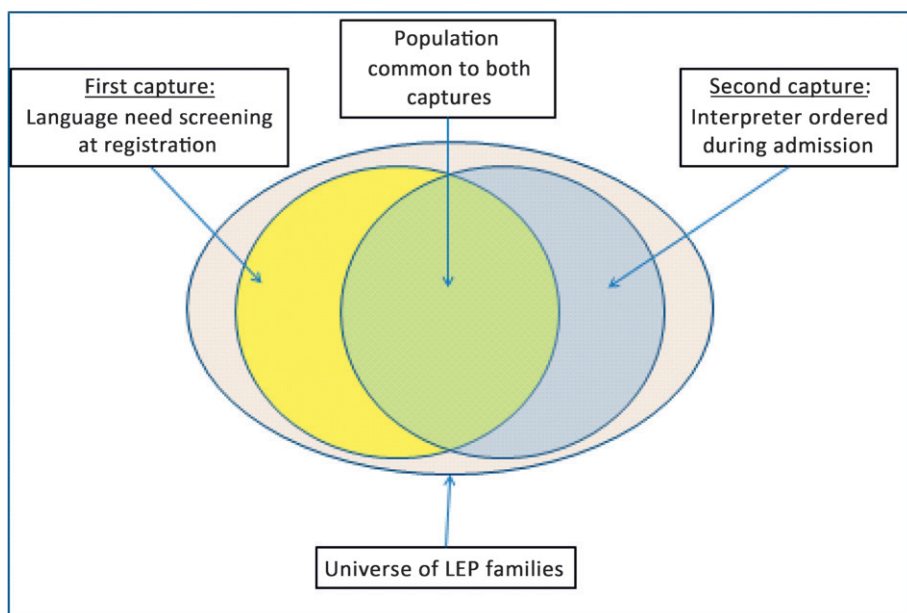 First capture:
Language need screening
at registration
Population
common to both
captures
Second capture:
Interpreter ordered
during admission
Universe of LEP families